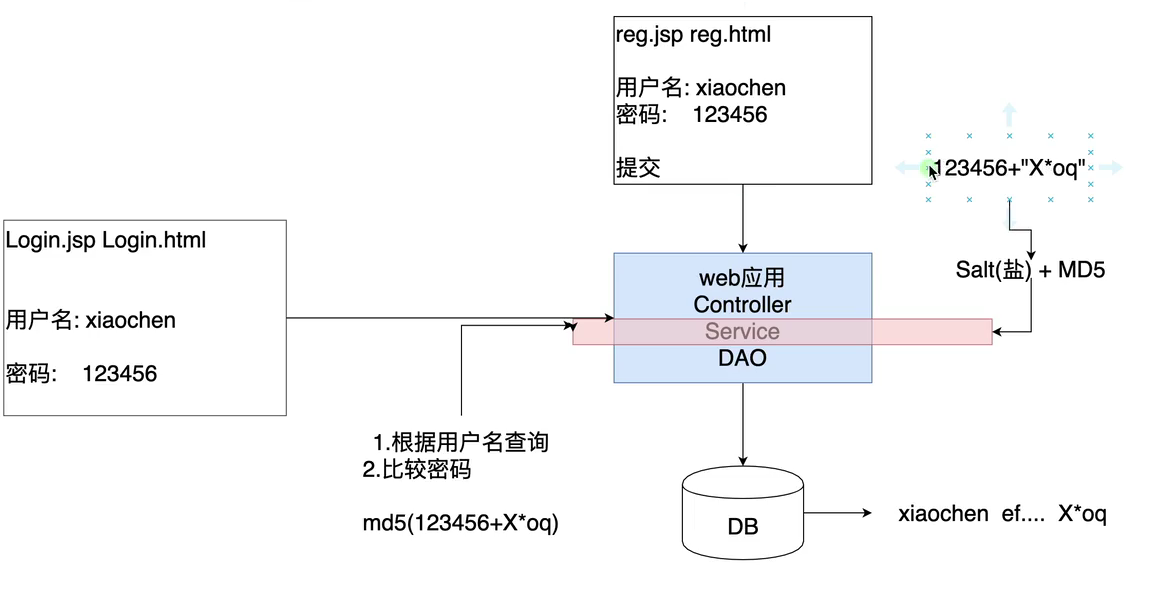 reg.jsp reg.html
用户名: xiaochen
密码: 123456
提交
123456+"X*oq"
Salt(盐) + MD5
Login.jsp Login.html
用户名: xiaochen
密码: 123456
web应用
Controller
Service
DAO
1.根据用户名查询
2.比较密码
md5(123456+X*oq)
DB
xiaochen ef.... X*oq